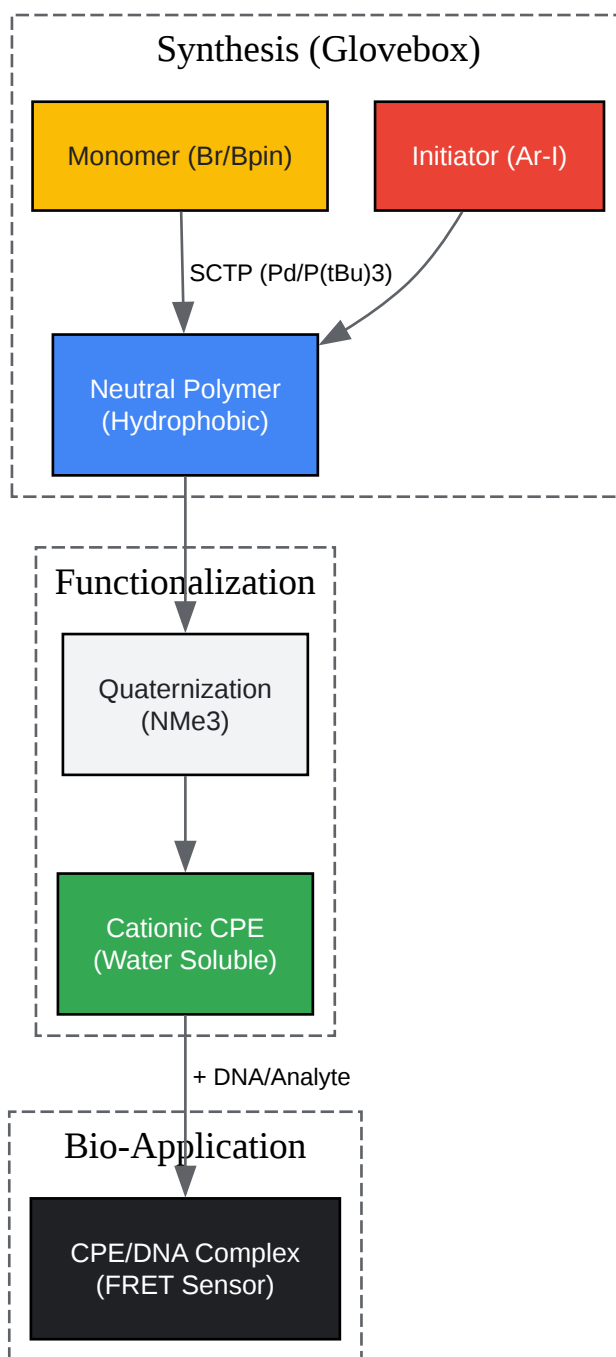 Synthesis (Glovebox)
Monomer (Br/Bpin)
Initiator (Ar-I)
SCTP (Pd/P(tBu)3)
Neutral Polymer
(Hydrophobic)
Functionalization
Quaternization
(NMe3)
Cationic CPE
(Water Soluble)
+ DNA/Analyte
Bio-Application
CPE/DNA Complex
(FRET Sensor)